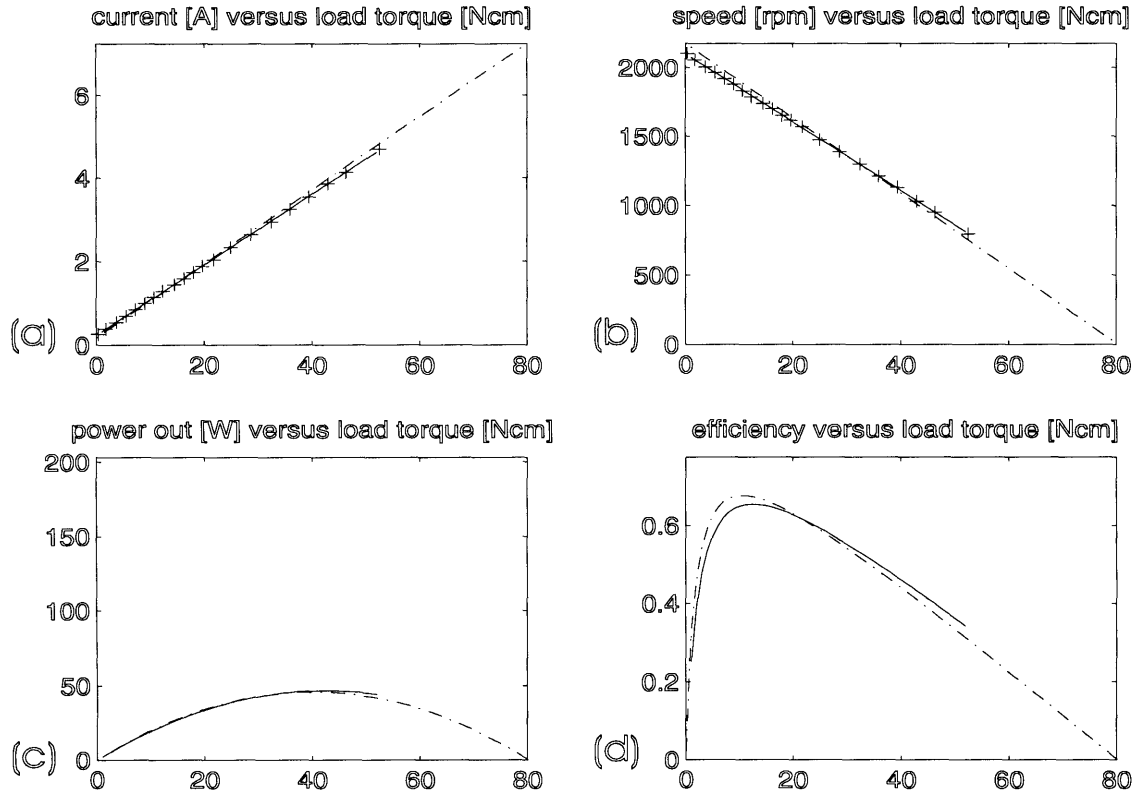 current [A] versus load torque [Ncm]
6
4
2
0
0 20 40 60 80
(a)
speed [rpm] versus load torque [Ncm]
2000
1500
1000
500
0
0 20 40 60 80
(b)
power out [W] versus load torque [Ncm]
200
150
100
50
0
0 20 40 60 80
(c)
efficiency versus load torque [Ncm]
0.6
0.4
0.2
0
0 20 40 60 80
(d)